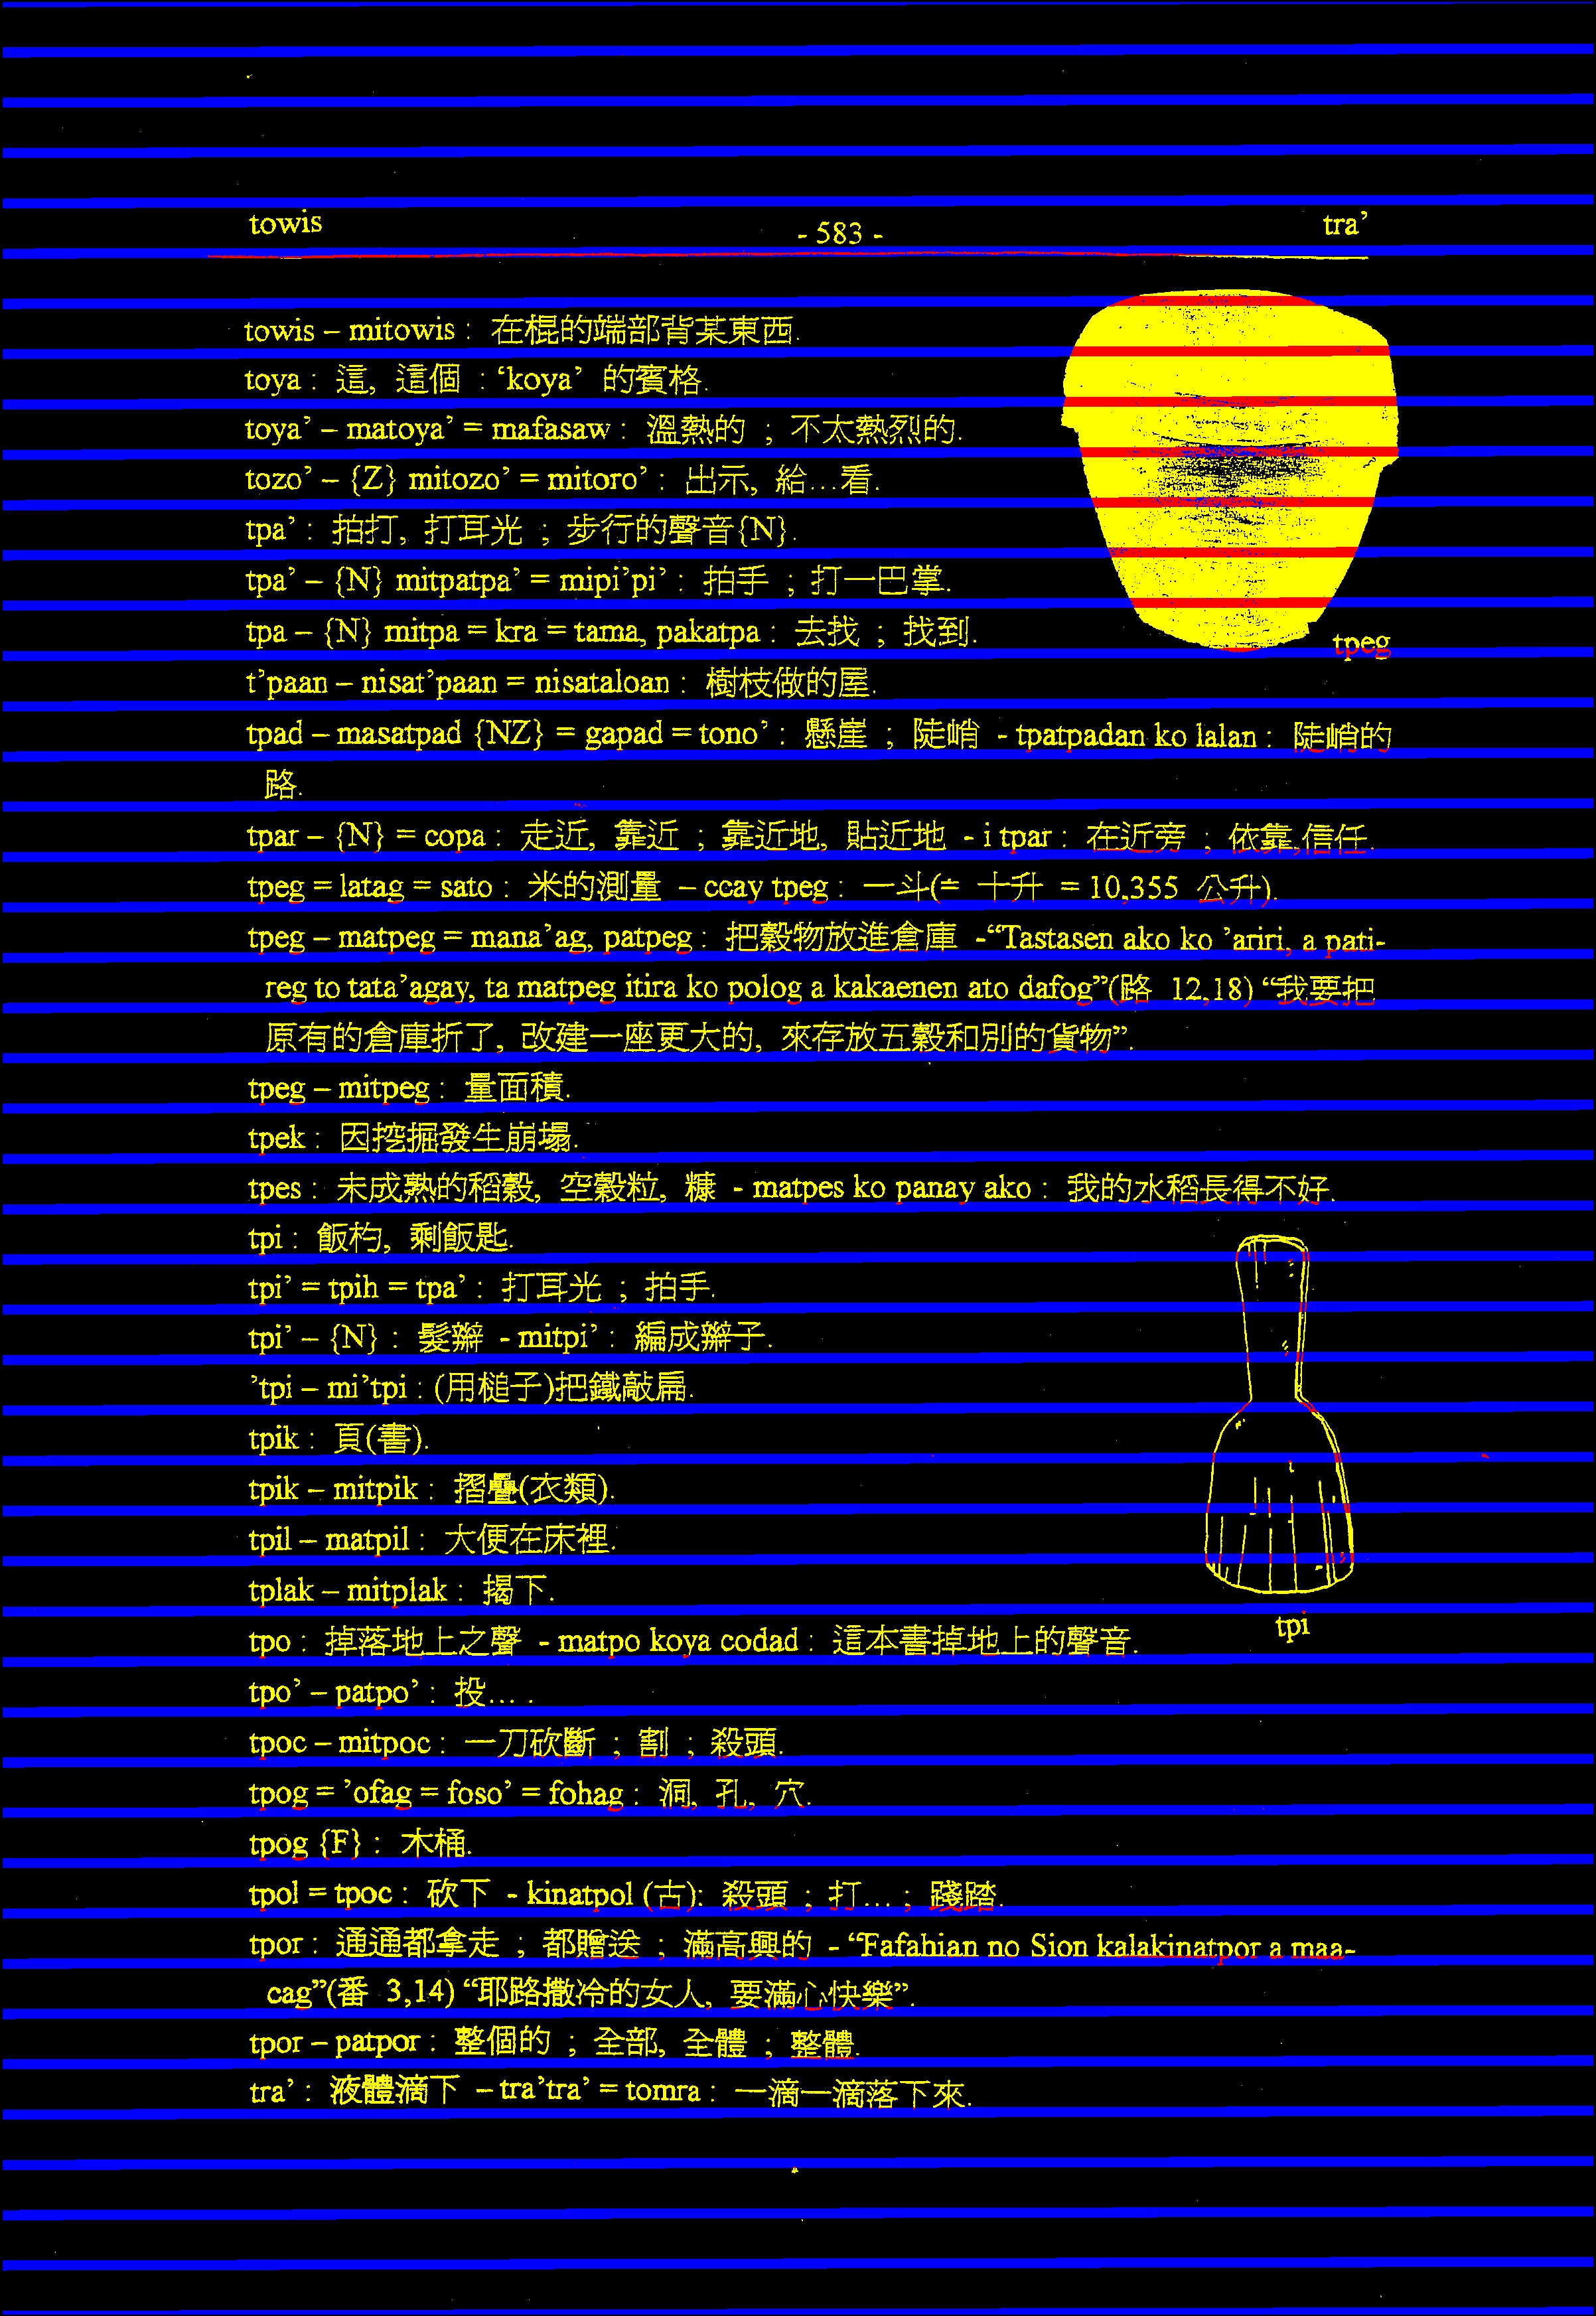 towis
- 583 -
tra’
towis – mitowis : 在棍的端部背某東西.
toya : 這, 這個 : ‘koya’ 的賓格.
toya’ – matoya’ = mafasaw : 溫熱的 ; 不太熱烈的.
tozo’ – {Z} mitozo’ = mitoro’ : 出示, 給…看.
tpa’ : 拍打, 打耳光 ; 步行的聲音{N}.
tpa’ – {N} mitpatpa’ = mipi’pi’ : 拍手 ; 打一巴掌.
tpa – {N} mitpa = kra = tama, pakatpa : 去找 ; 找到.
tpeg
t’paan – nisat’paan = nisataloan : 樹枝做的屋.
tpad – masatpad {NZ} = gapad = tono’ : 懸崖 ; 陡峭 - tpatpadan ko lalan : 陡峭的
路.
tpar – {N} = copa : 走近, 靠近 ; 靠近地, 貼近地 - i tpar : 在近旁 ; 依靠,信任.
tpeg = latag = sato : 米的測量 – ccay tpeg : 一斗(= 十升 = 10,355 公升).
tpeg – matpeg = mana’ag, patpeg : 把穀物放進倉庫 -“Tastasen ako ko ’ariri, a pati-
reg to tata’agay, ta matpeg itira ko polog a kakaenen ato dafog”(路 12,18) “我要把
原有的倉庫折了, 改建一座更大的, 來存放五穀和別的貨物”.
tpeg – mitpeg : 量面積.
tpek : 因挖掘發生崩塌.
tpes : 未成熟的稻穀, 空穀粒, 糠 - matpes ko panay ako : 我的水稻長得不好.
tpi : 飯杓, 剩飯匙.
tpi’ = tpih = tpa’ : 打耳光 ; 拍手.
tpi’ – {N} : 髮辮 - mitpi’ : 編成辮子.
’tpi – mi’tpi : (用槌子)把鐵敲扁.
tpik : 頁(書).
tpik – mitpik : 摺疊(衣類).
tpil – matpil : 大便在床裡.
tplak – mitplak : 揭下.
tpi
tpo : 掉落地上之聲 - matpo koya codad : 這本書掉地上的聲音.
tpo’ – patpo’ : 投… .
tpoc – mitpoc : 一刀砍斷 ; 割 ; 殺頭.
tpog = ’ofag = foso’ = fohag : 洞, 孔, 穴.
tpog {F} : 木桶.
tpol = tpoc : 砍下 - kinatpol (古): 殺頭 ; 打… ; 踐踏.
tpor : 通通都拿走 ; 都贈送 ; 滿高興的 - “Fafahian no Sion kalakinatpor a maa-
cag”(番 3,14) “耶路撒冷的女人, 要滿心快樂”.
tpor – patpor : 整個的 ; 全部, 全體 ; 整體.
tra’ : 液體滴下 – tra’tra’ = tomra : 一滴一滴落下來.